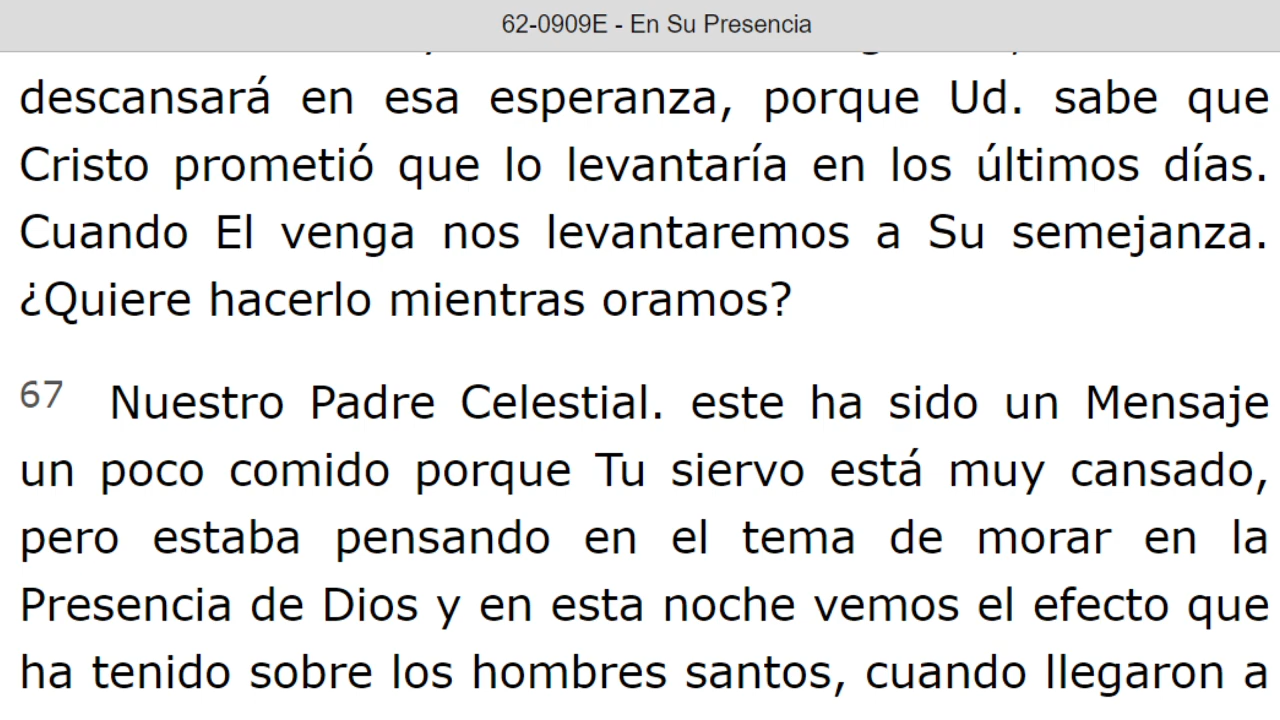 62-0909E - En Su Presencia
descansará en esa esperanza, porque Ud. sabe que
Cristo prometió que lo levantaría en los últimos días.
Cuando El venga nos levantaremos a Su semejanza.
¿Quiere hacerlo mientras oramos?
67 Nuestro Padre Celestial. este ha sido un Mensaje
un poco comido porque Tu siervo está muy cansado,
pero estaba pensando en el tema de morar en la
Presencia de Dios y en esta noche vemos el efecto que
ha tenido sobre los hombres santos, cuando llegaron a